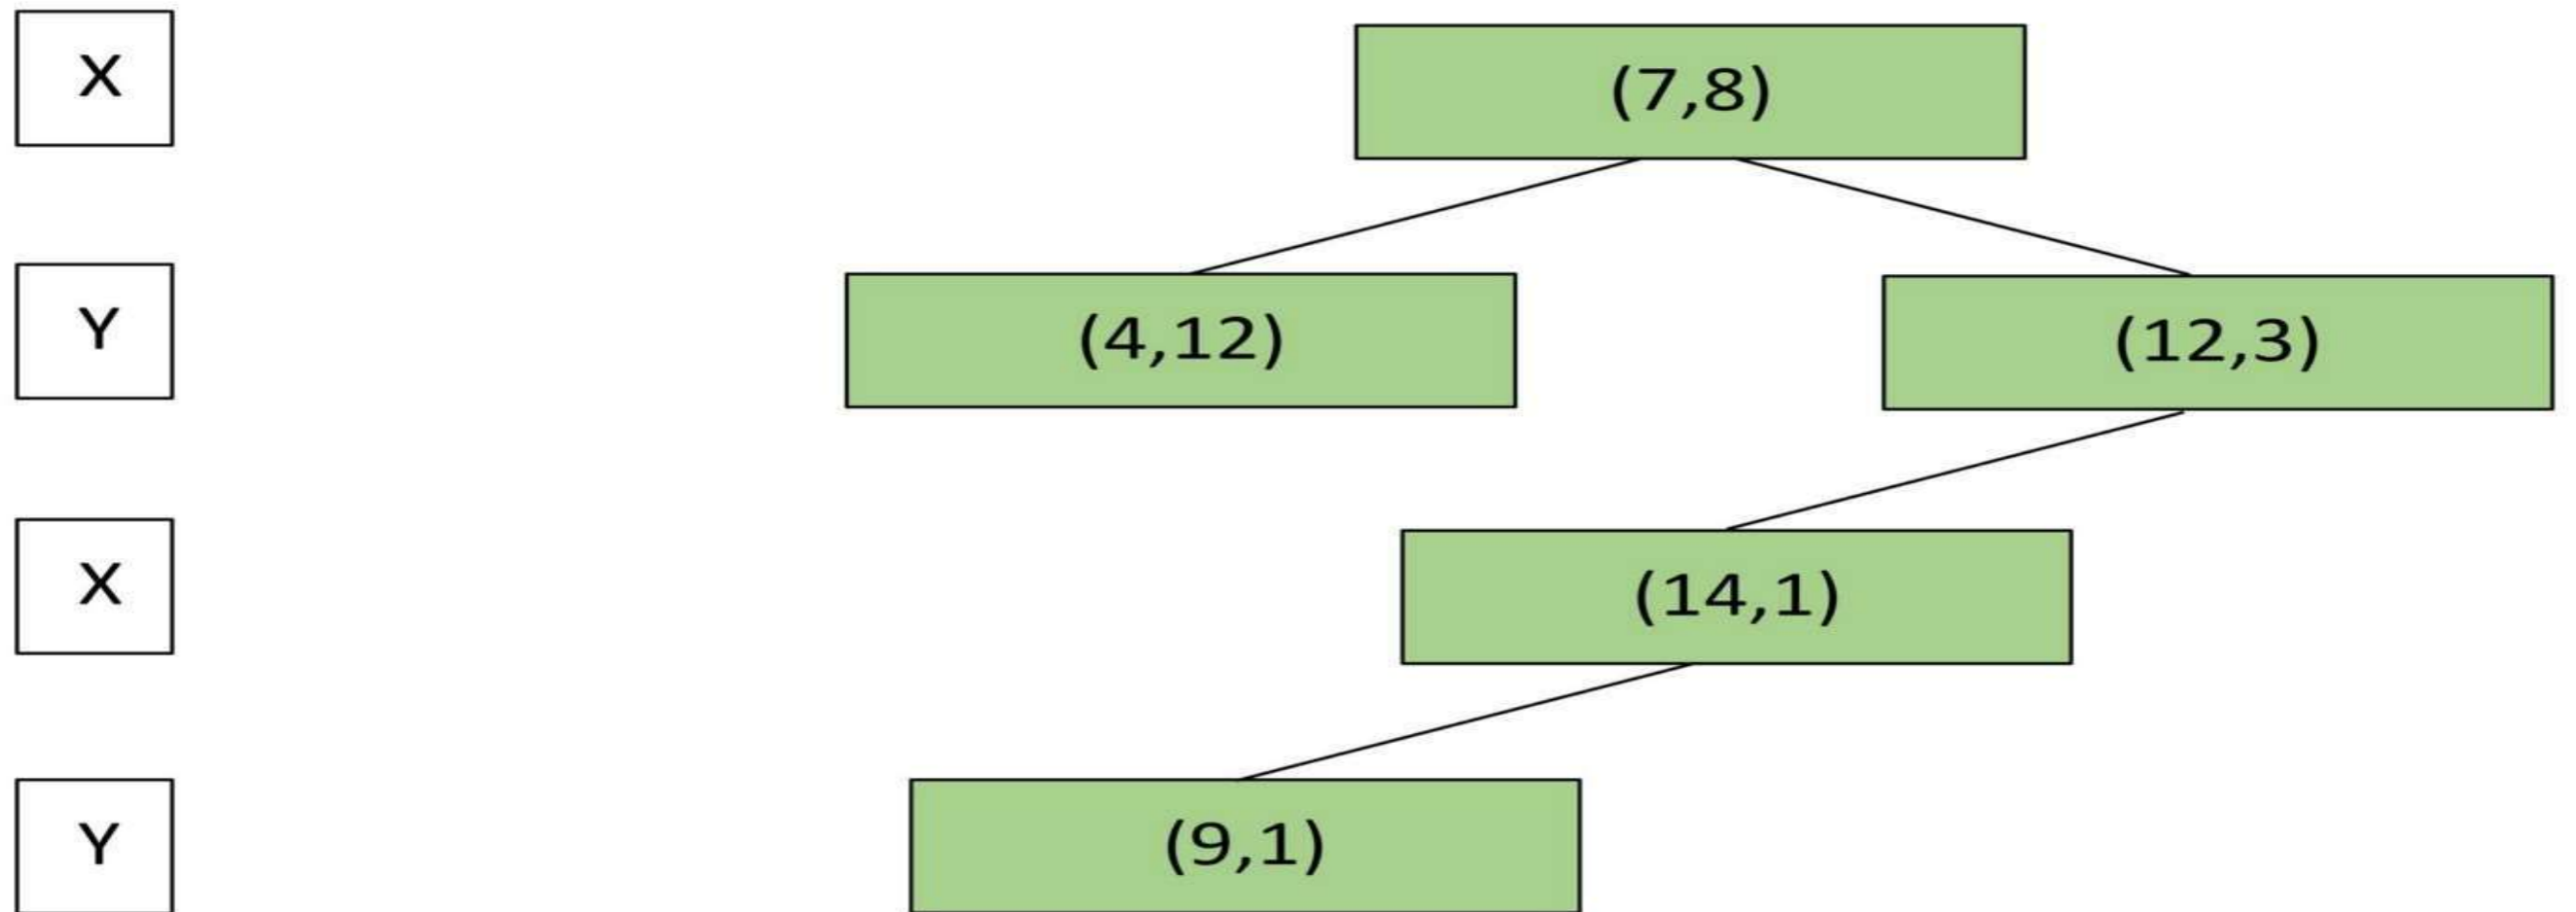 X
(7,8)
Y
(4,12)
(12,3)
X
(14,1)
Y
(9,1)